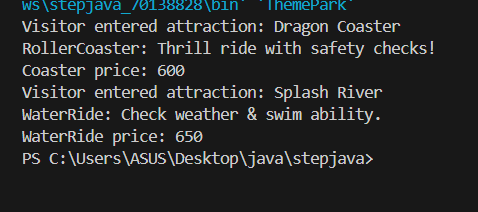 ws\stepjava_70138828\bin' 'ThemePark'
Visitor entered attraction: Dragon Coaster
RollerCoaster: Thrill ride with safety checks!
Coaster price: 600
Visitor entered attraction: Splash River
WaterRide: Check weather & swim ability.
WaterRide price: 650
PS C:\Users\ASUS\Desktop\java\stepjava>